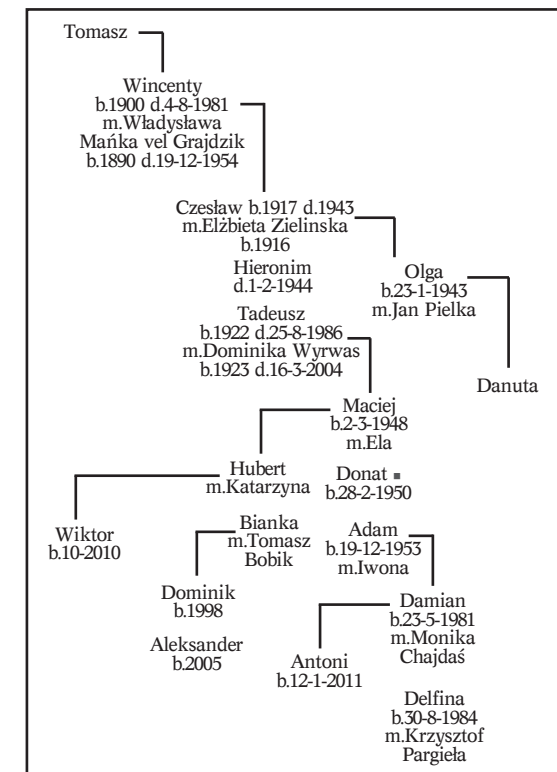 Tomasz
Wincenty
b.1900 d.4-8-1981
m.Władysława
Mańka vel Grajdzik
b.1890 d.19-12-1954
Czesław b.1917 d.1943
m.Elżbieta Zielinska
b.1916
Hieronim
d.1-2-1944
Olga
b.23-1-1943
m.Jan Pielka
Tadeusz
b.1922 d.25-8-1986
m.Dominika Wyrwas
b.1923 d.16-3-2004
Danuta
Maciej
b.2-3-1948
m.Ela
Hubert
m.Katarzyna
Donat
b.28-2-1950
Wiktor
b.10-2010
Bianka
m.Tomasz
Bobik
Adam
b.19-12-1953
m.Iwona
Dominik
b.1998
Damian
b.23-5-1981
m.Monika
Chajdaś
Aleksander
b.2005
Antoni
b.12-1-2011
Delfina
b.30-8-1984
m.Krzysztof
Pargieła